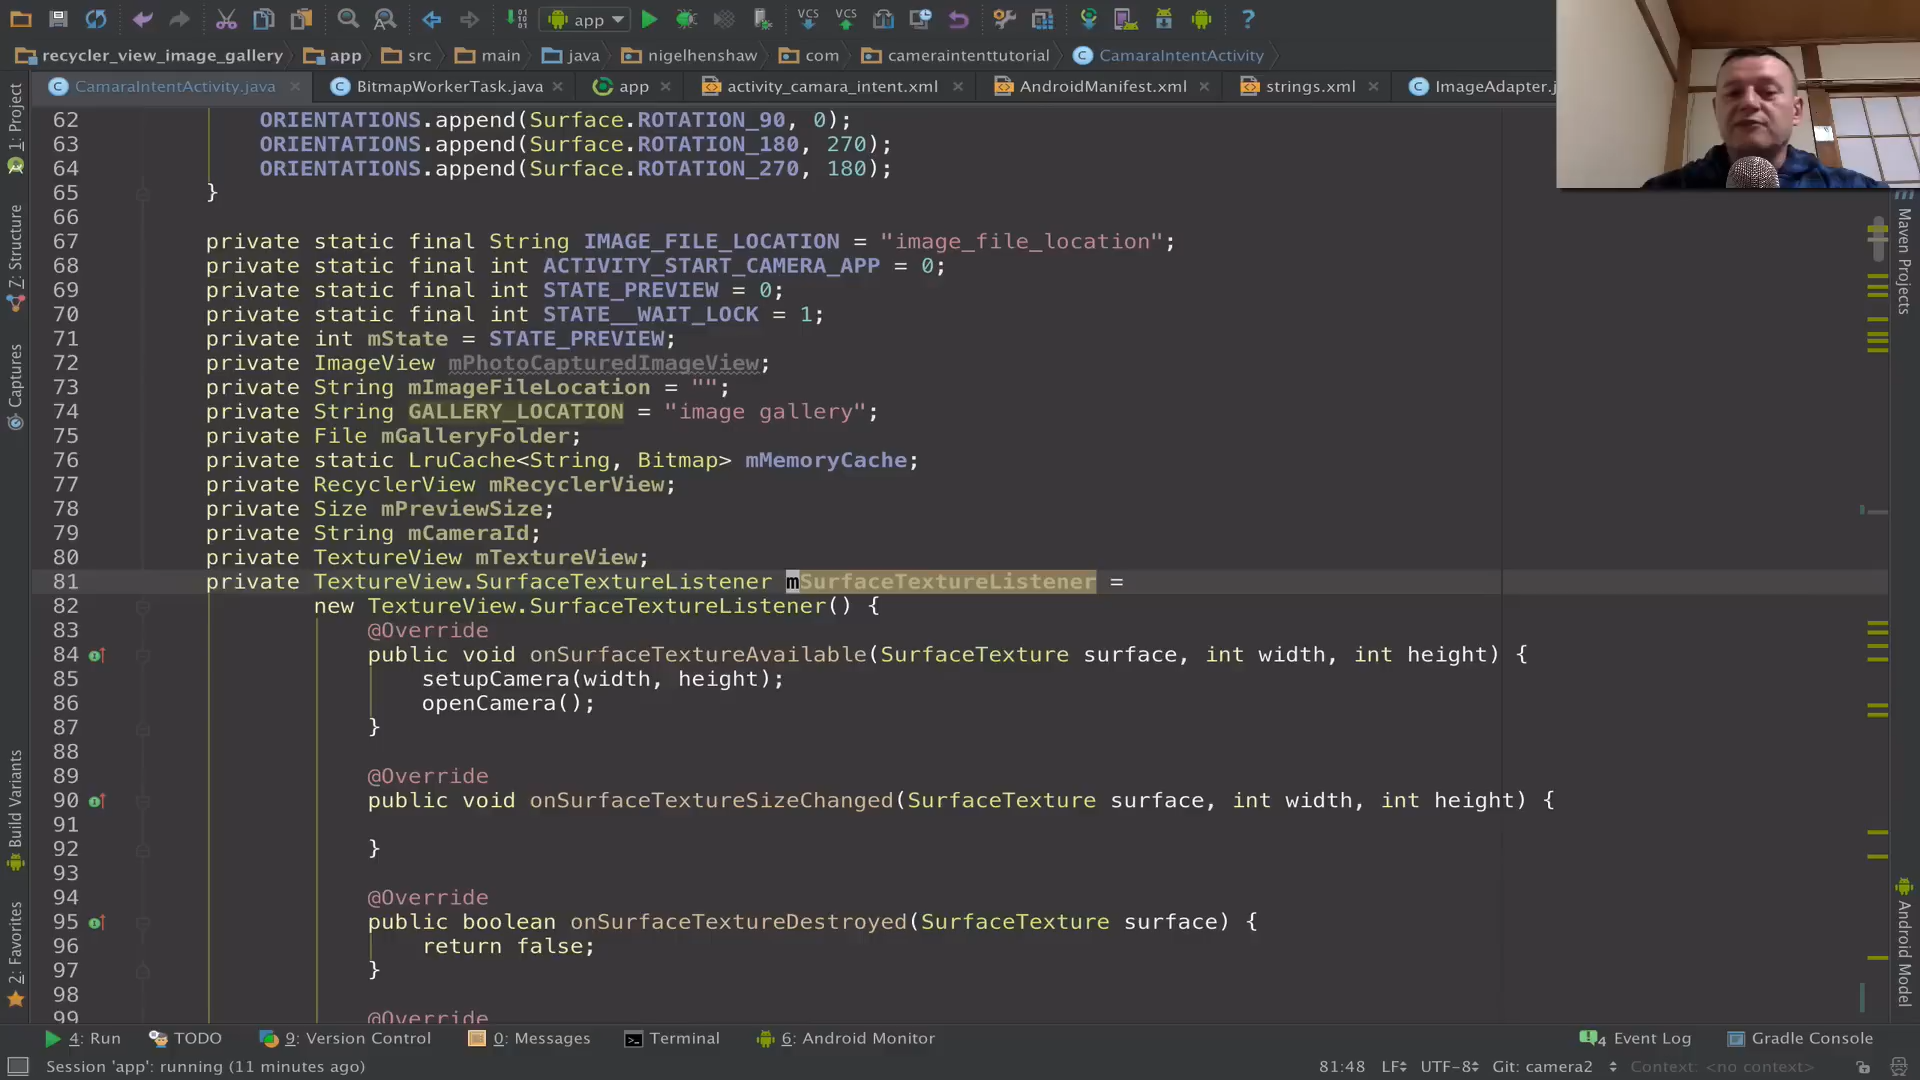 app
VCS
VCS
recycler_view_image_gallery
app
src
main
java
nigelhenshaw
com
cameraintenttutorial
CamaraIntentActivity
CamaraIntentActivity.java
BitmapWorkerTask.java
app
activity_camara_intent.xml
AndroidManifest.xml
strings.xml
ImageAdapter.j
1: Project
7: Structure
Captures
Build Variants
2: Favorites
Maven Projects
Android Model
62 ORIENTATIONS.append(Surface.ROTATION_90, 0);
63 ORIENTATIONS.append(Surface.ROTATION_180, 270);
64 ORIENTATIONS.append(Surface.ROTATION_270, 180);
65 }
66
67 private static final String IMAGE_FILE_LOCATION = "image_file_location";
68 private static final int ACTIVITY_START_CAMERA_APP = 0;
69 private static final int STATE_PREVIEW = 0;
70 private static final int STATE__WAIT_LOCK = 1;
71 private int mState = STATE_PREVIEW;
72 private ImageView mPhotoCapturedImageView;
73 private String mImageFileLocation = "";
74 private String GALLERY_LOCATION = "image gallery";
75 private File mGalleryFolder;
76 private static LruCache<String, Bitmap> mMemoryCache;
77 private RecyclerView mRecyclerView;
78 private Size mPreviewSize;
79 private String mCameraId;
80 private TextureView mTextureView;
81 private TextureView.SurfaceTextureListener mSurfaceTextureListener =
82 new TextureView.SurfaceTextureListener() {
83 @Override
84 public void onSurfaceTextureAvailable(SurfaceTexture surface, int width, int height) {
85 setupCamera(width, height);
86 openCamera();
87 }
88
89 @Override
90 public void onSurfaceTextureSizeChanged(SurfaceTexture surface, int width, int height) {
91
92 }
93
94 @Override
95 public boolean onSurfaceTextureDestroyed(SurfaceTexture surface) {
96 return false;
97 }
98
99 @Override
4: Run
TODO
9: Version Control
0: Messages
Terminal
6: Android Monitor
4 Event Log
Gradle Console
Session 'app': running (11 minutes ago)
81:48
LF
UTF-8
Git: camera2
Context: <no context>